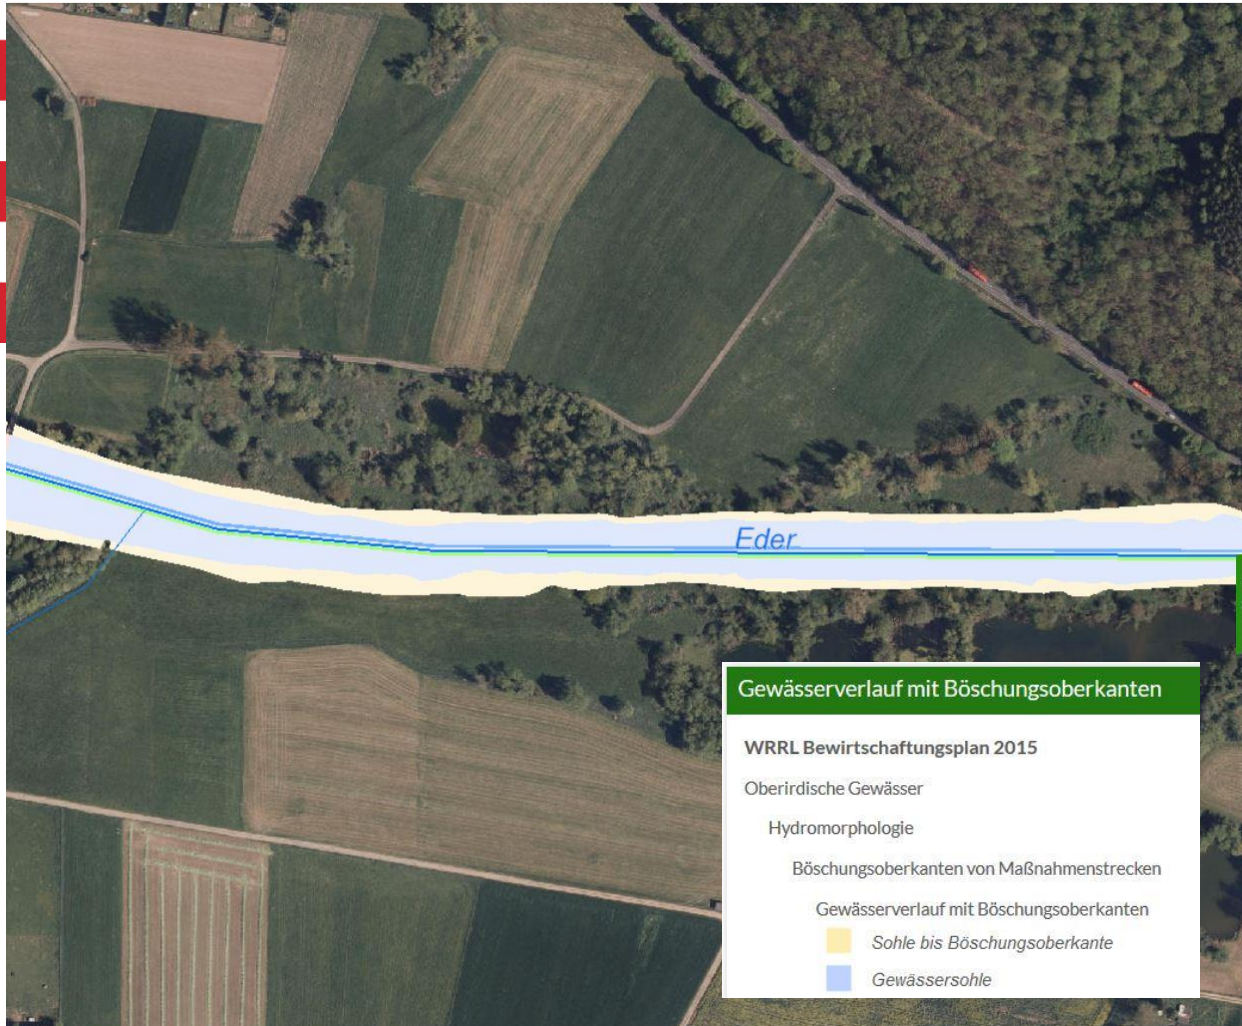 Eder
Gewässerverlauf mit Böschungsoberkanten
WRRL Bewirtschaftungsplan 2015
Oberirdische Gewässer
Hydromorphologie
Böschungsoberkanten von Maßnahmenstrecken
Gewässerverlauf mit Böschungsoberkanten
Sohle bis Böschungsoberkante
Gewässersohle